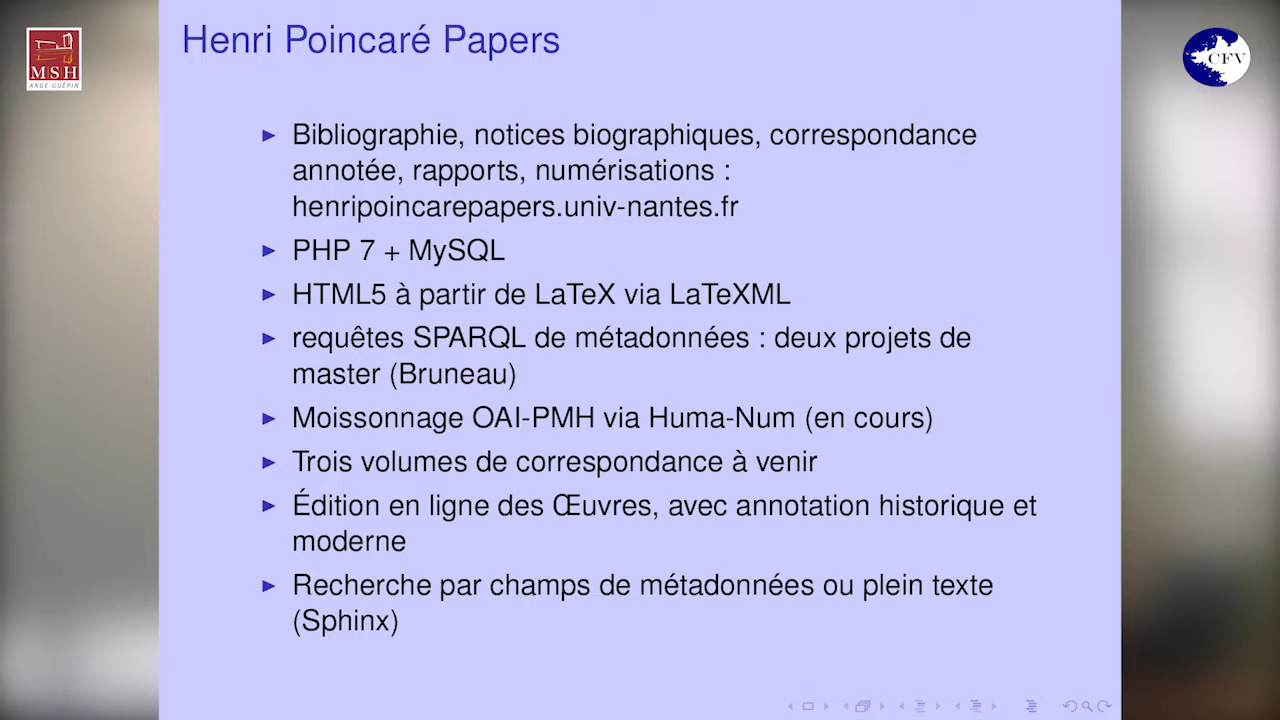 Henri Poincaré Papers
MSH
ANGE-GUÉPIN
CFV
Bibliographie, notices biographiques, correspondance
annotée, rapports, numérisations :
henripoincarepapers.univ-nantes.fr
PHP 7 + MySQL
HTML5 à partir de LaTeX via LaTeXML
requêtes SPARQL de métadonnées : deux projets de
master (Bruneau)
Moissonnage OAI-PMH via Huma-Num (en cours)
Trois volumes de correspondance à venir
Édition en ligne des Œuvres, avec annotation historique et
moderne
Recherche par champs de métadonnées ou plein texte
(Sphinx)